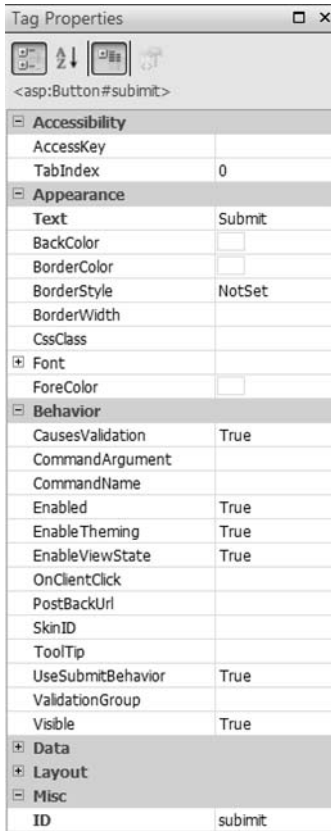 Tag Properties
<asp:Button#subimit>
Accessibility
AccessKey
TabIndex 0
Appearance
Text Submit
BackColor
BorderColor
BorderStyle NotSet
BorderWidth
CssClass
Font
ForeColor
Behavior
CausesValidation True
CommandArgument
CommandName
Enabled True
EnableTheming True
EnableViewState True
OnClientClick
PostBackUrl
SkinID
ToolTip
UseSubmitBehavior True
ValidationGroup
Visible True
Data
Layout
Misc
ID subimit